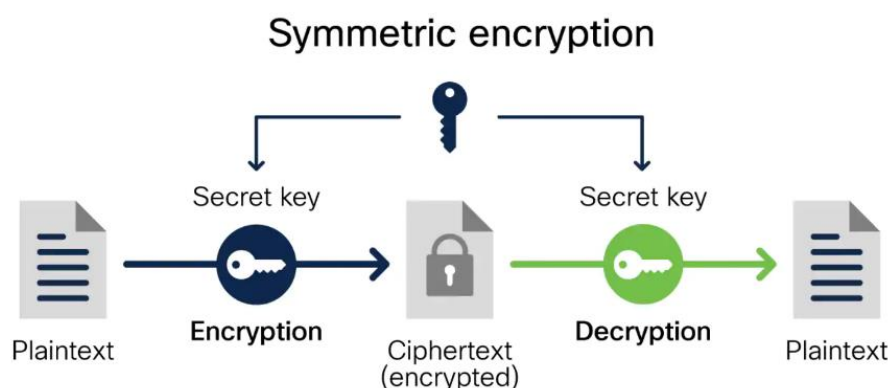 Symmetric encryption
Secret key
Secret key
Encryption
Decryption
Plaintext
Ciphertext
(encrypted)
Plaintext